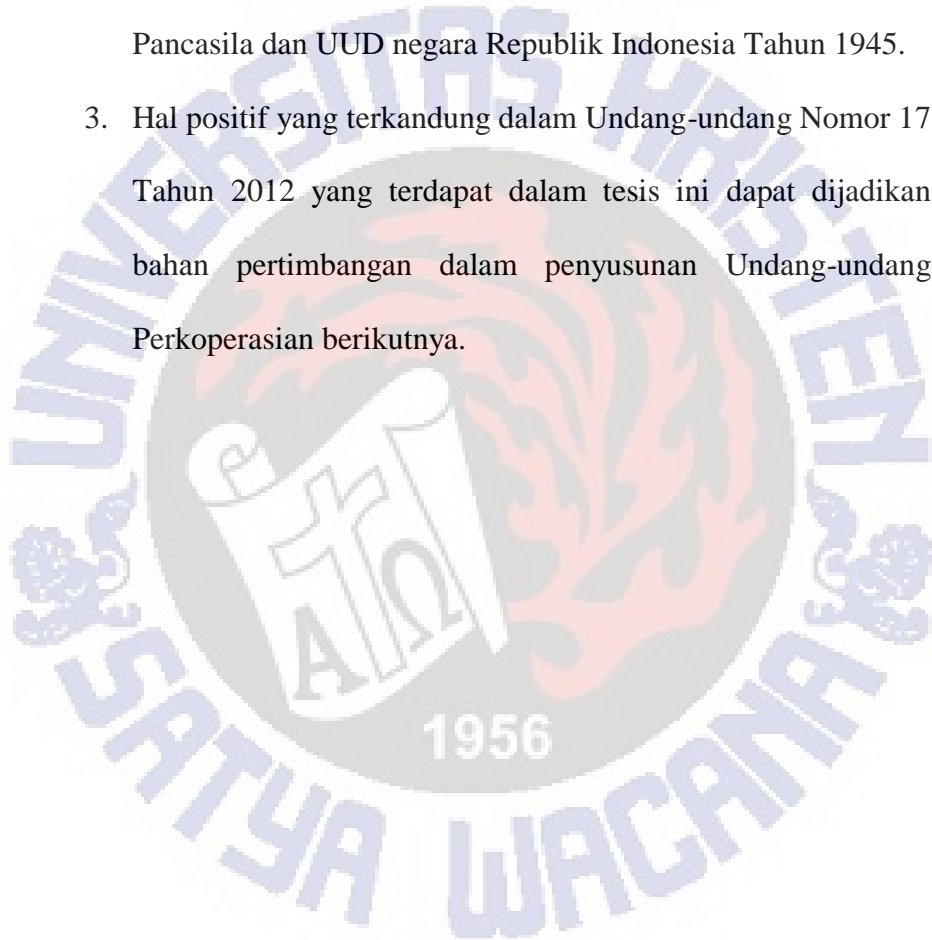 Pancasila dan UUD negara Republik Indonesia Tahun 1945.
3. Hal positif yang terkandung dalam Undang-undang Nomor 17
Tahun 2012 yang terdapat dalam tesis ini dapat dijadikan
bahan pertimbangan dalam penyusunan Undang-undang
Perkoperasian berikutnya.
UNIVERSITAS KRISTEN
A Ω
1956
SATYA WACANA